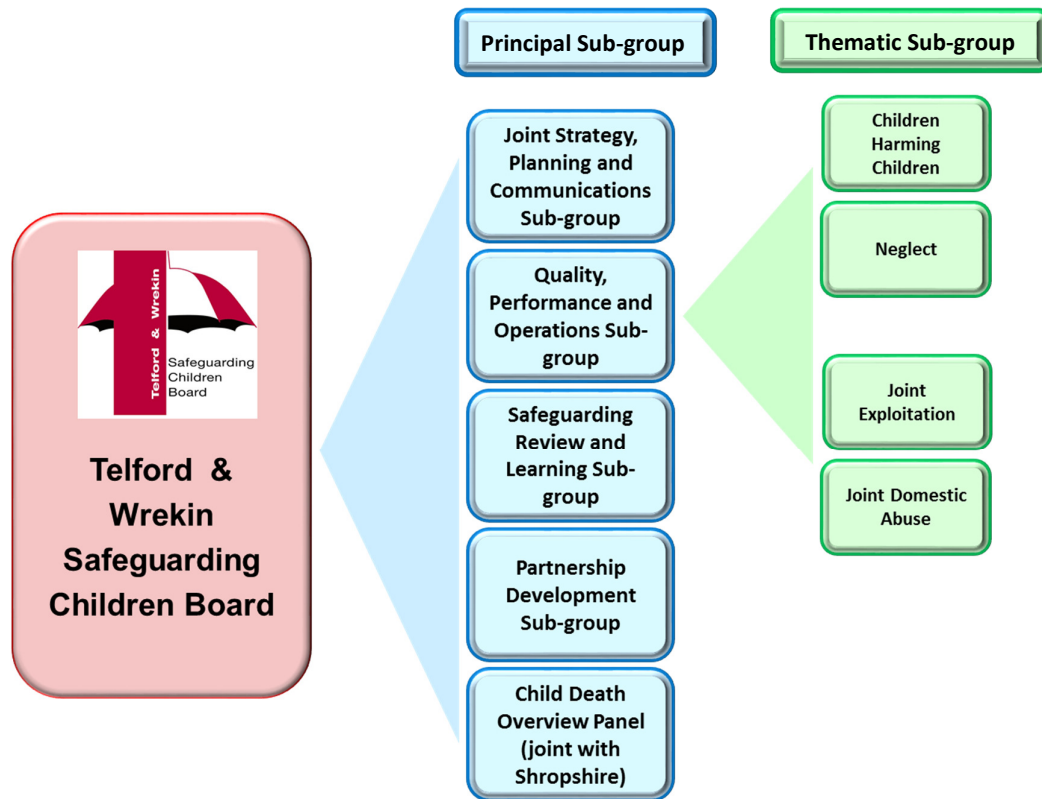 Principal Sub-group
Thematic Sub-group
Telford & Wrekin
Safeguarding
Children
Board
Telford &
Wrekin
Safeguarding
Children Board
Joint Strategy,
Planning and
Communications
Sub-group
Quality,
Performance and
Operations Sub-
group
Safeguarding
Review and
Learning Sub-
group
Partnership
Development
Sub-group
Child Death
Overview Panel
(joint with
Shropshire)
Children
Harming
Children
Neglect
Joint
Exploitation
Joint Domestic
Abuse